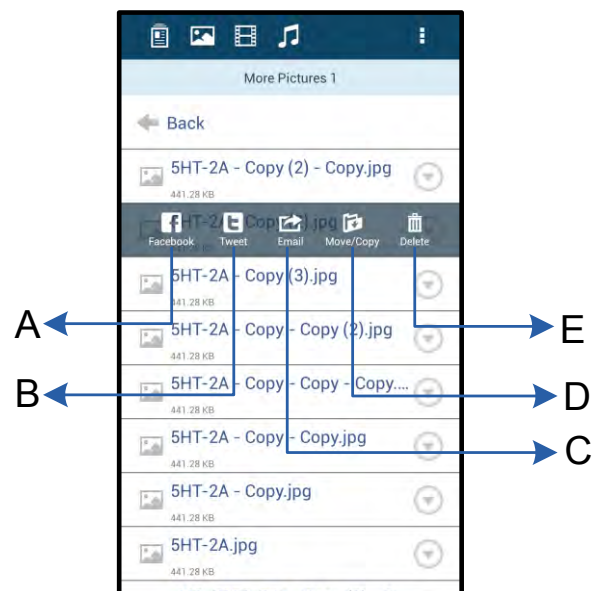 More Pictures 1
Back
5HT-2A - Copy (2) - Copy.jpg
441.28 KB
Facebook Tweet Email Move/Copy Delete
5HT-2A - Copy (3).jpg
441.28 KB
A
5HT-2A - Copy - Copy (2).jpg
E
441.28 KB
B
5HT-2A - Copy - Copy - Copy....
D
441.28 KB
5HT-2A - Copy - Copy.jpg
C
441.28 KB
5HT-2A - Copy.jpg
441.28 KB
5HT-2A.jpg
441.28 KB